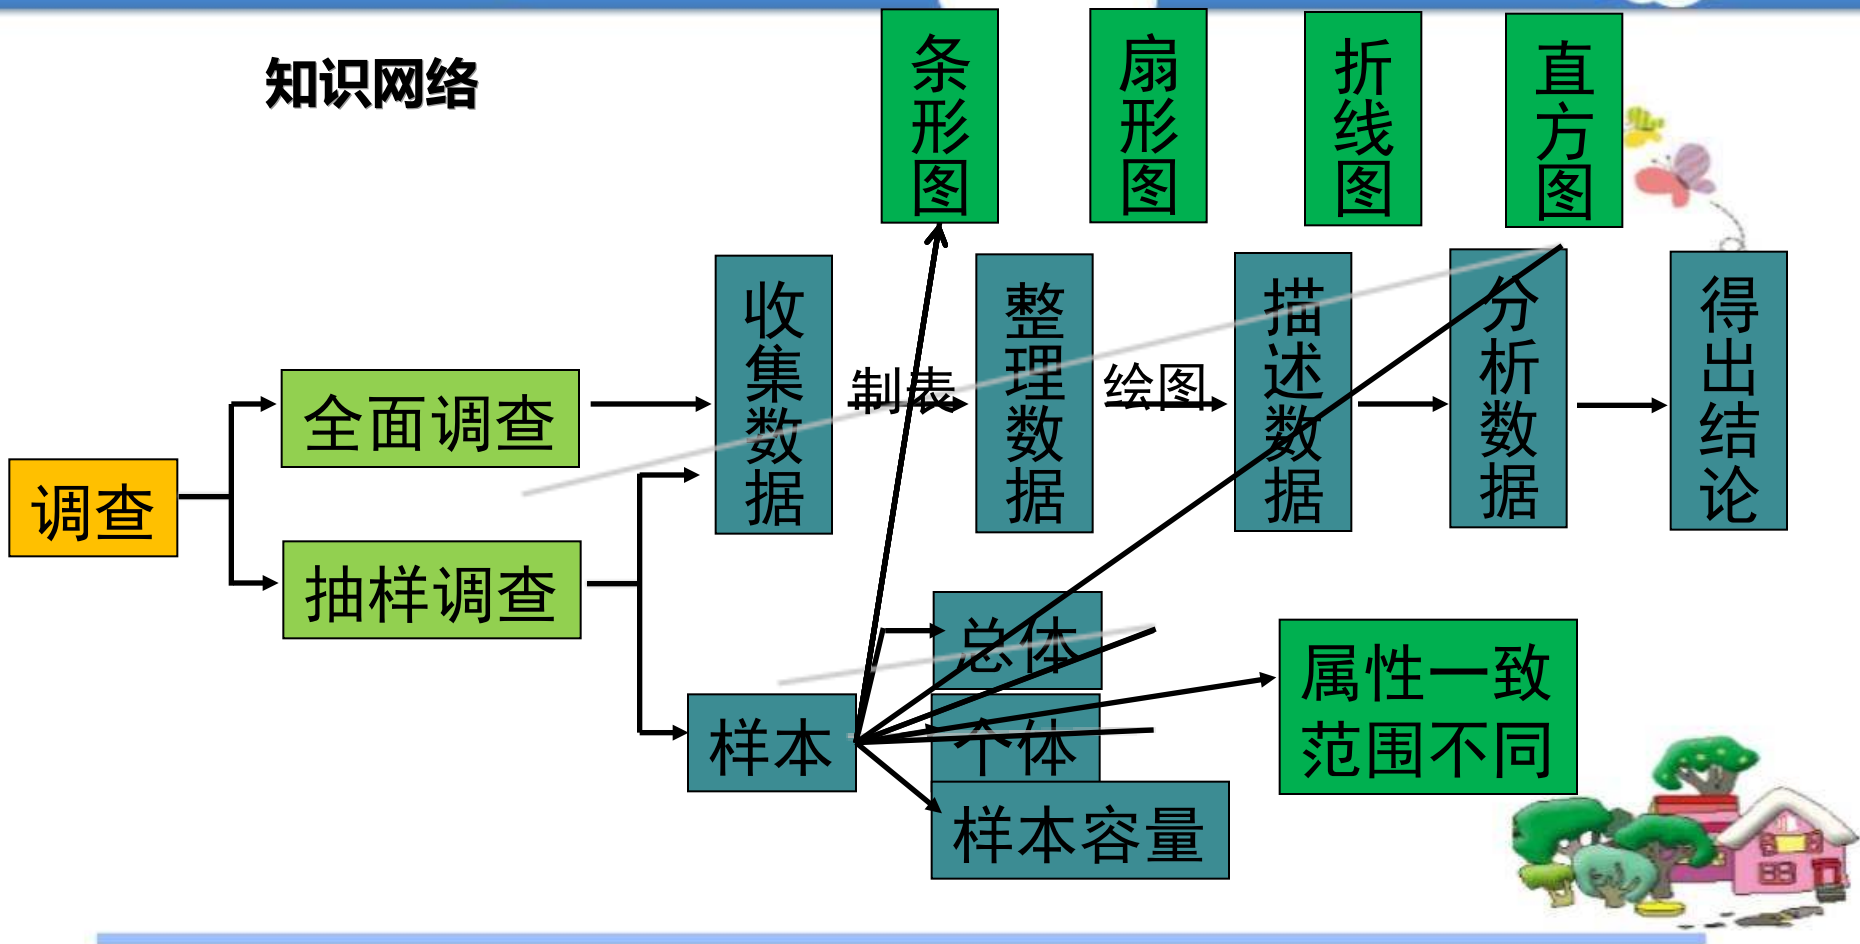 知识网络
条形图
扇形图
折线图
直方图
调查
全面调查
抽样调查
收集数据
制表
整理数据
绘图
描述数据
分析数据
得出结论
样本
总体
个体
样本容量
属性一致
范围不同